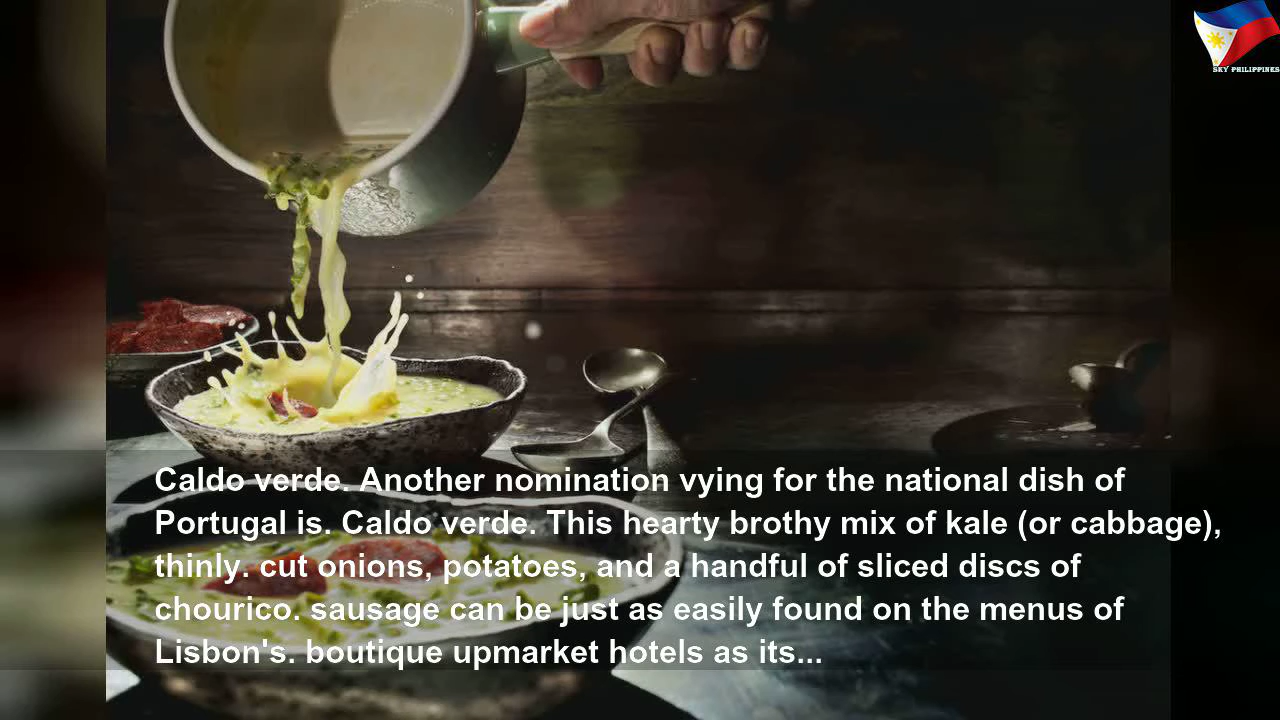 SKY PHILIPPINES
Caldo verde. Another nomination vying for the national dish of
Portugal is. Caldo verde. This hearty brothy mix of kale (or cabbage),
thinly. cut onions, potatoes, and a handful of sliced discs of
chourico. sausage can be just as easily found on the menus of
Lisbon's. boutique upmarket hotels as its...